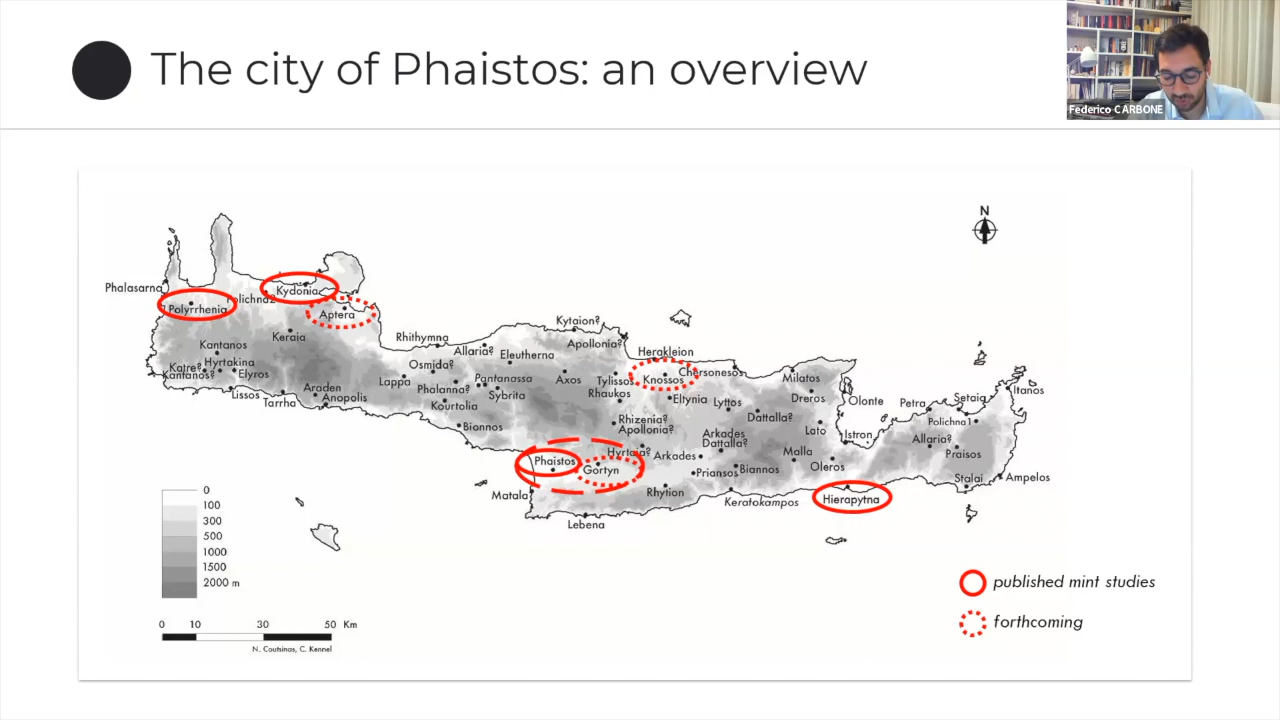 The city of Phaistos: an overview
Federico CARBONE
N
Phalasarna
Kydonia
Polichna?
Polyrrhenia
Aptera
Keraia
Kantanos
Hyrtakina
Katre?
Kantanos?
Elyros
Lissos
Tarrha
Araden
Anopolis
Rhithymna
Allaria?
Osmida?
Eleutherna
Lappa
Phalanna?
Pantanassa
Sybrita
Kourtolia
Bionnos
Kytaion?
Apollonia?
Axos
Tylissos
Rhaukos
Herakleion
Knossos
Chersonesos
Eltynia
Lyttos
Milatos
Dreros
Dattalla?
Olonte
Rhizenia?
Apollonia?
Arkades
Dattalla?
Lato
Istron
Petra
Setaia
Itanos
Polichna1
Allaria?
Praisos
Phaistos
Gortyn
Hyrtaia?
Arkades
Priansos
Biannos
Malla
Oleros
Stalai
Ampelos
Matala
Rhytion
Keratokampos
Hierapytna
Lebena
0
100
300
500
1000
1500
2000 m
0 10 30 50 Km
N. Coutsinas, C. Kennel
published mint studies
forthcoming